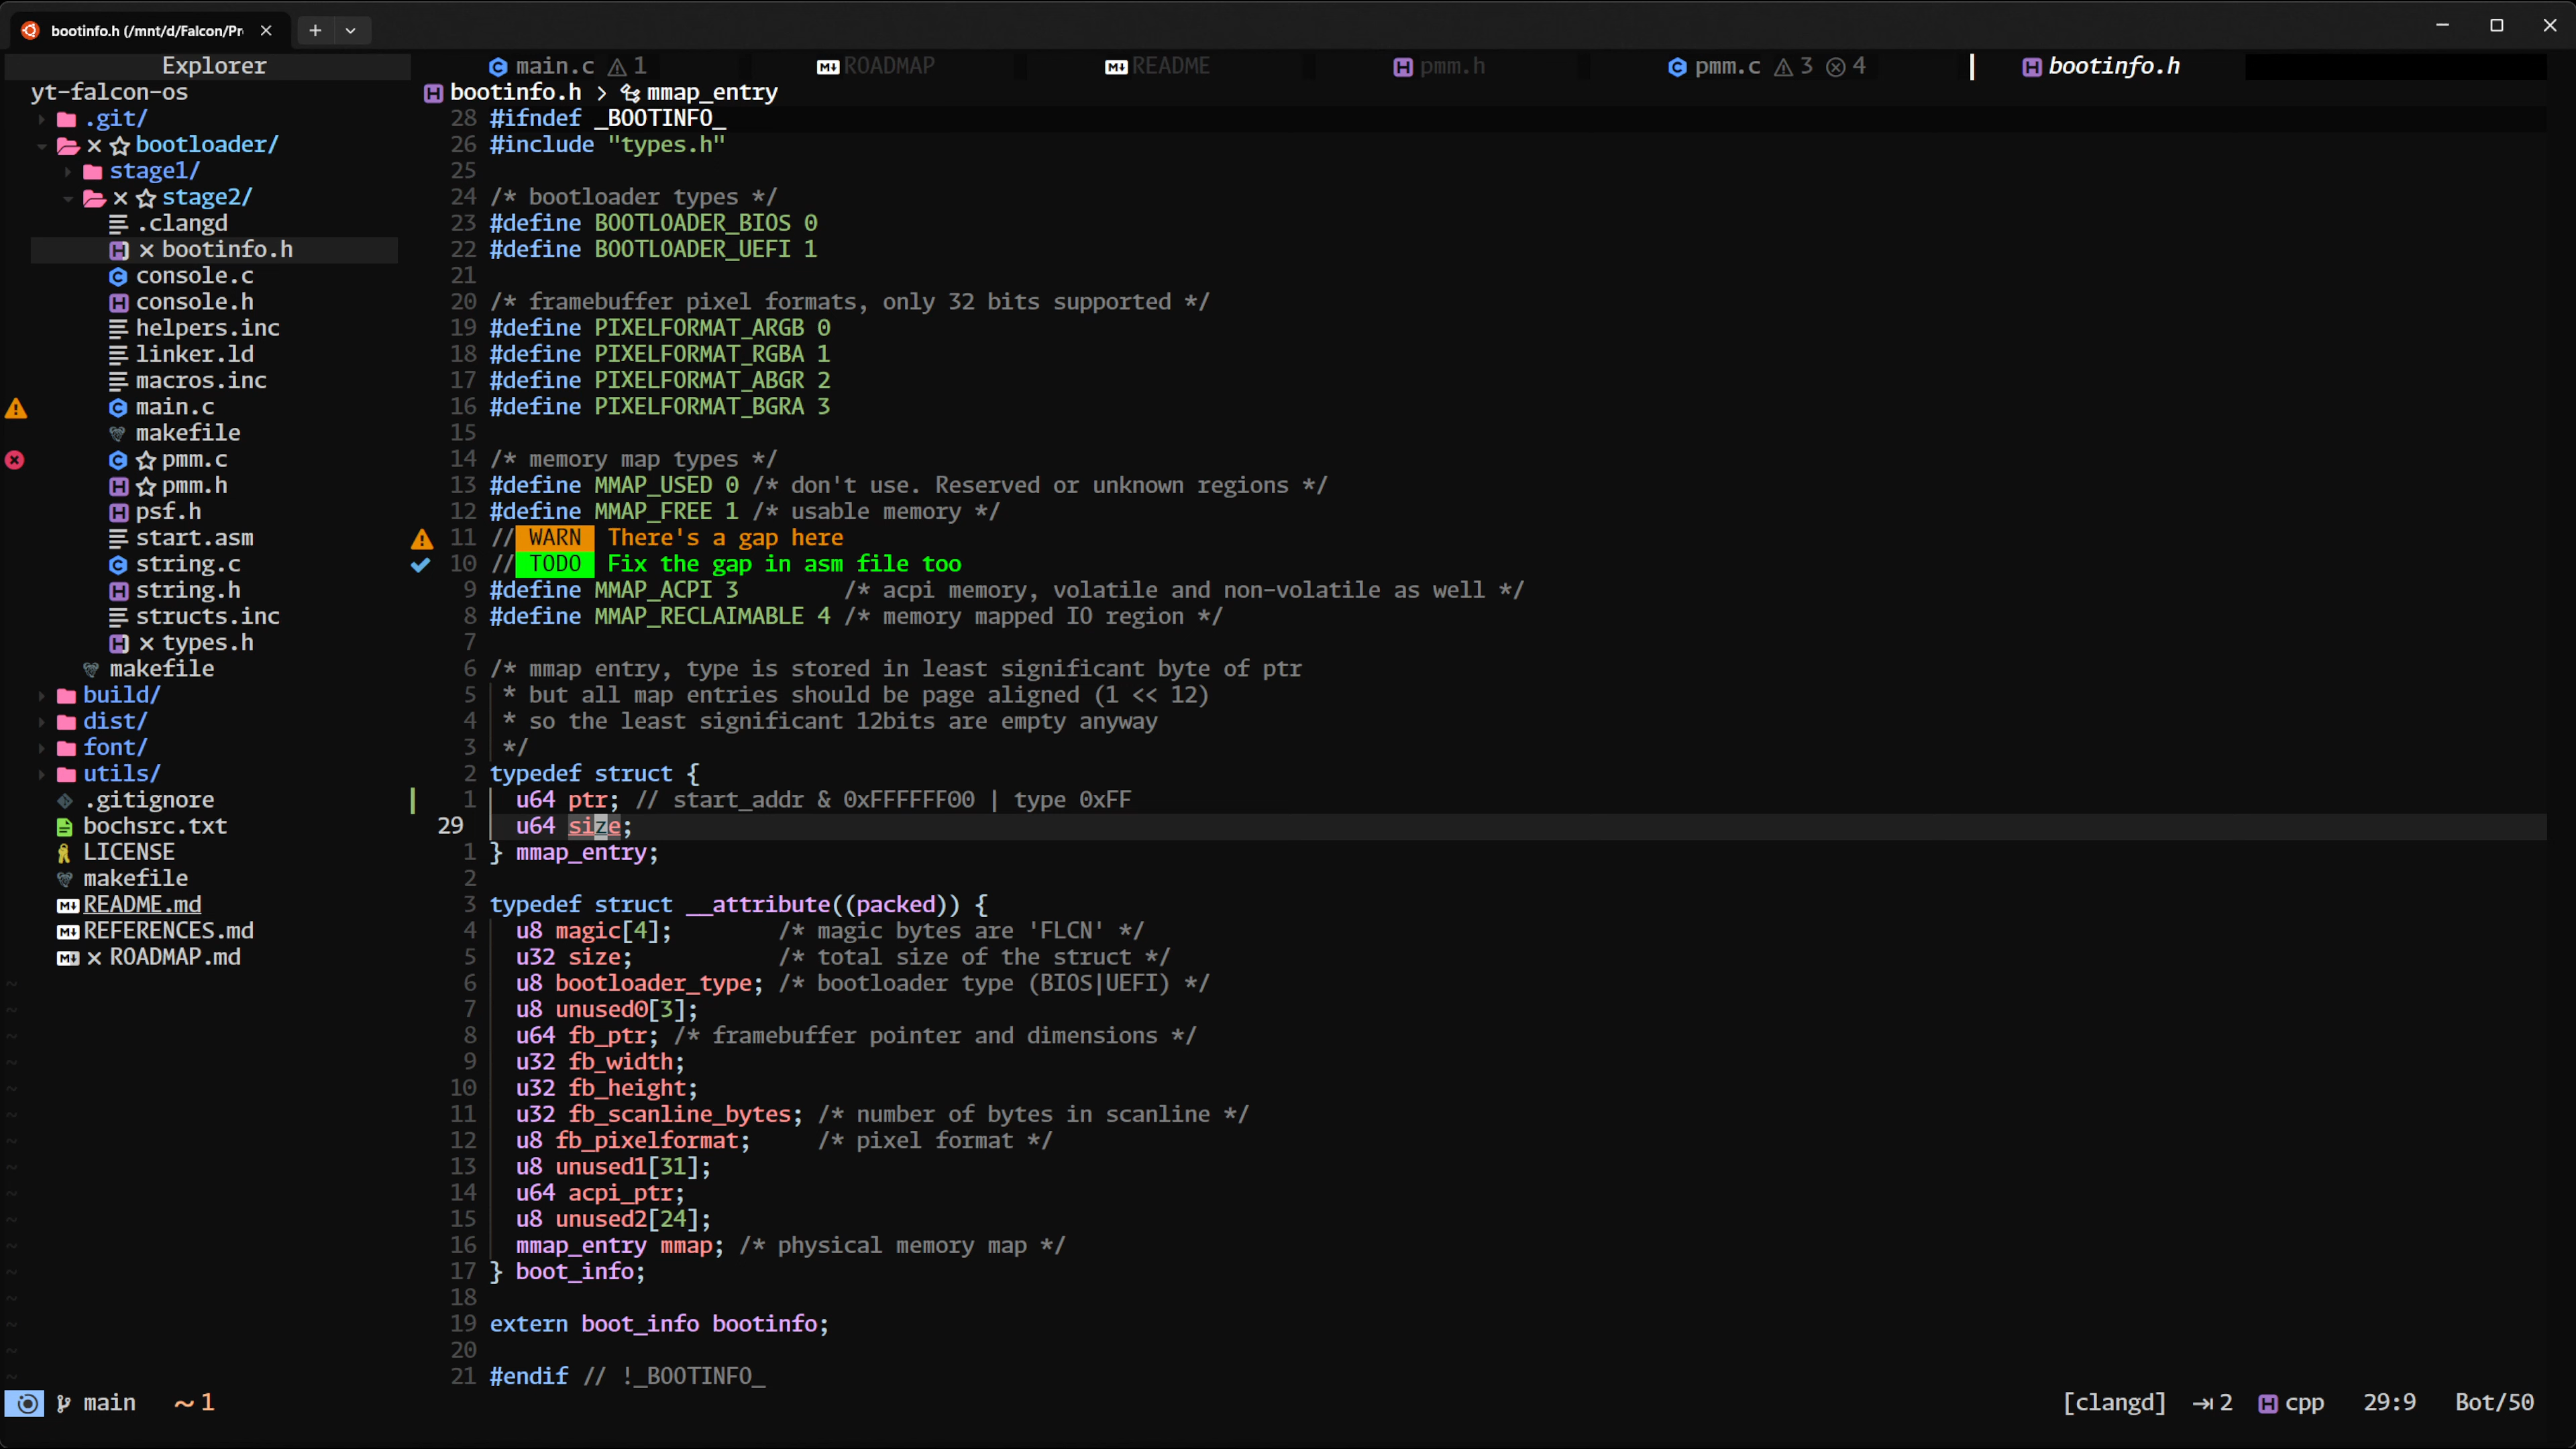 bootinfo.h (/mnt/d/Falcon/Pr
Explorer
main.c 1
ROADMAP
README
pmm.h
pmm.c 3 4
bootinfo.h
yt-falcon-os
.git/
bootloader/
stage1/
stage2/
.clangd
bootinfo.h
console.c
console.h
helpers.inc
linker.ld
macros.inc
main.c
makefile
pmm.c
pmm.h
psf.h
start.asm
string.c
string.h
structs.inc
types.h
makefile
build/
dist/
font/
utils/
.gitignore
bochsrc.txt
LICENSE
makefile
README.md
REFERENCES.md
ROADMAP.md
bootinfo.h > mmap_entry
28 #ifndef _BOOTINFO_
26 #include "types.h"
25
24 /* bootloader types */
23 #define BOOTLOADER_BIOS 0
22 #define BOOTLOADER_UEFI 1
21
20 /* framebuffer pixel formats, only 32 bits supported */
19 #define PIXELFORMAT_ARGB 0
18 #define PIXELFORMAT_RGBA 1
17 #define PIXELFORMAT_ABGR 2
16 #define PIXELFORMAT_BGRA 3
15
14 /* memory map types */
13 #define MMAP_USED 0 /* don't use. Reserved or unknown regions */
12 #define MMAP_FREE 1 /* usable memory */
11 // WARN There's a gap here
10 // TODO Fix the gap in asm file too
9 #define MMAP_ACPI 3 /* acpi memory, volatile and non-volatile as well */
8 #define MMAP_RECLAIMABLE 4 /* memory mapped IO region */
7
6 /* mmap entry, type is stored in least significant byte of ptr
5 * but all map entries should be page aligned (1 << 12)
4 * so the least significant 12bits are empty anyway
3 */
2 typedef struct {
1 u64 ptr; // start_addr & 0xFFFFFF00 | type 0xFF
29 u64 size;
1 } mmap_entry;
2
3 typedef struct __attribute((packed)) {
4 u8 magic[4]; /* magic bytes are 'FLCN' */
5 u32 size; /* total size of the struct */
6 u8 bootloader_type; /* bootloader type (BIOS|UEFI) */
7 u8 unused0[3];
8 u64 fb_ptr; /* framebuffer pointer and dimensions */
9 u32 fb_width;
10 u32 fb_height;
11 u32 fb_scanline_bytes; /* number of bytes in scanline */
12 u8 fb_pixelformat; /* pixel format */
13 u8 unused1[31];
14 u64 acpi_ptr;
15 u8 unused2[24];
16 mmap_entry mmap; /* physical memory map */
17 } boot_info;
18
19 extern boot_info bootinfo;
20
21 #endif // !_BOOTINFO_
main ~ 1
[clangd] 2 cpp 29:9 Bot/50